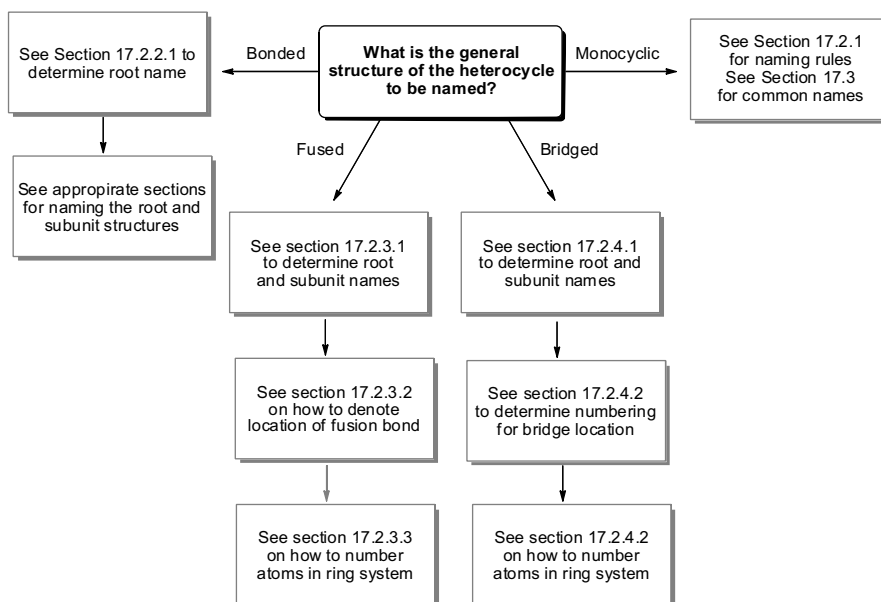 See Section 17.2.2.1 to
determine root name
Bonded
What is the general
structure of the heterocycle
to be named?
Monocyclic
See Section 17.2.1
for naming rules
See Section 17.3
for common names
See appropirate sections
for naming the root and
subunit structures
Fused
Bridged
See section 17.2.3.1
to determine root
and subunit names
See section 17.2.4.1
to determine root and
subunit names
See section 17.2.3.2
on how to denote
location of fusion bond
See section 17.2.4.2
to determine numbering
for bridge location
See section 17.2.3.3
on how to number
atoms in ring system
See section 17.2.4.2
on how to number
atoms in ring system